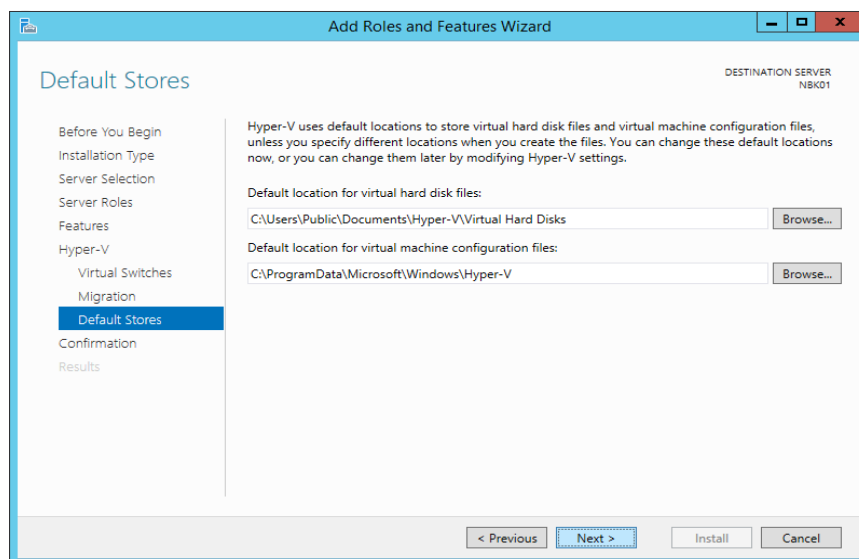 Add Roles and Features Wizard
Default Stores
DESTINATION SERVER
NBK01
Before You Begin
Installation Type
Server Selection
Server Roles
Features
Hyper-V
Virtual Switches
Migration
Default Stores
Confirmation
Results
Hyper-V uses default locations to store virtual hard disk files and virtual machine configuration files,
unless you specify different locations when you create the files. You can change these default locations
now, or you can change them later by modifying Hyper-V settings.
Default location for virtual hard disk files:
C:\Users\Public\Documents\Hyper-V\Virtual Hard Disks
Browse...
Default location for virtual machine configuration files:
C:\ProgramData\Microsoft\Windows\Hyper-V
Browse...
< Previous
Next >
Install
Cancel